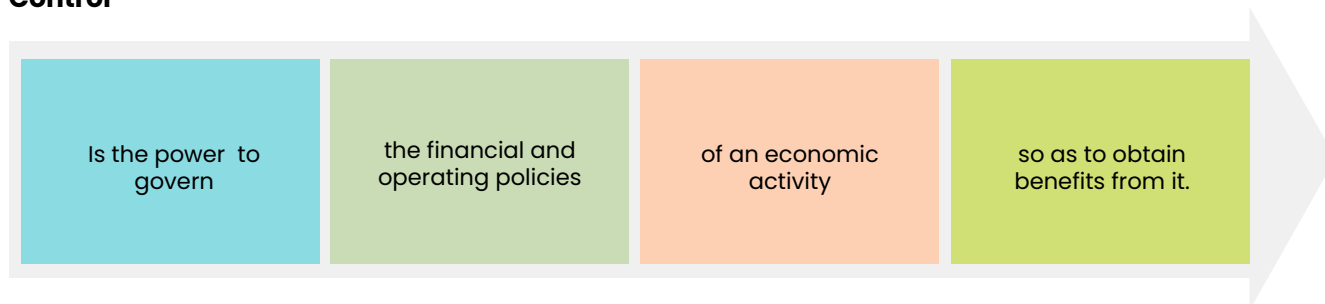 Control
Is the power to
govern
the financial and
operating policies
of an economic
activity
so as to obtain
benefits from it.